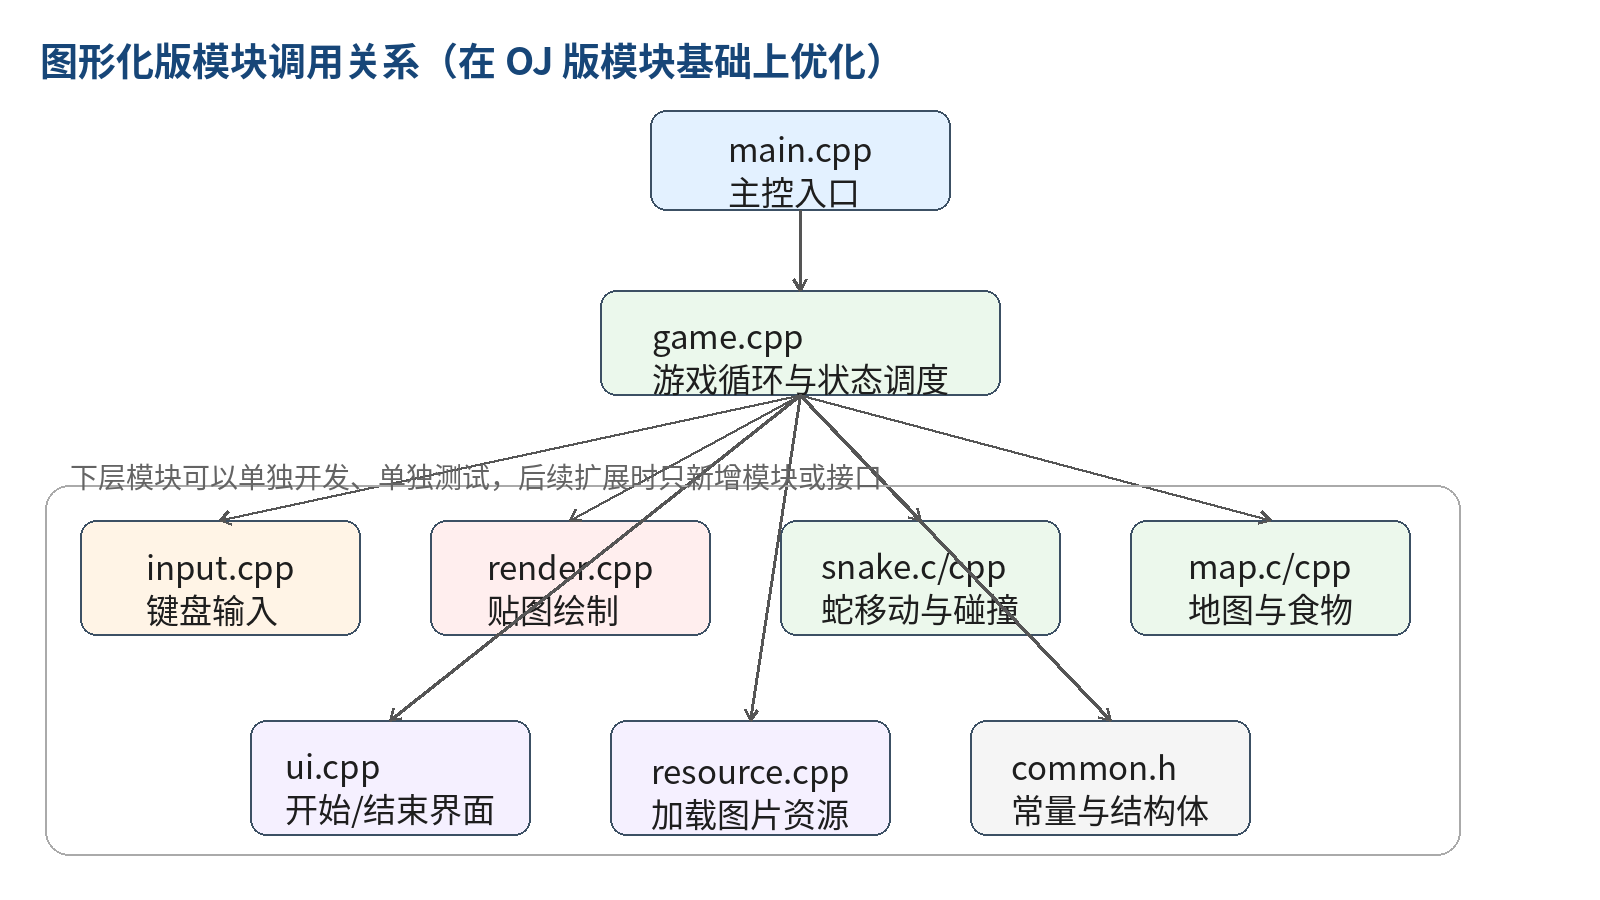 图形化版模块调用关系（在 OJ 版模块基础上优化）
main.cpp
主控入口
game.cpp
游戏循环与状态调度
下层模块可以单独开发、单独测试，后续扩展时只新增模块或接口
input.cpp
键盘输入
render.cpp
贴图绘制
snake.c/cpp
蛇移动与碰撞
map.c/cpp
地图与食物
ui.cpp
开始/结束界面
resource.cpp
加载图片资源
common.h
常量与结构体